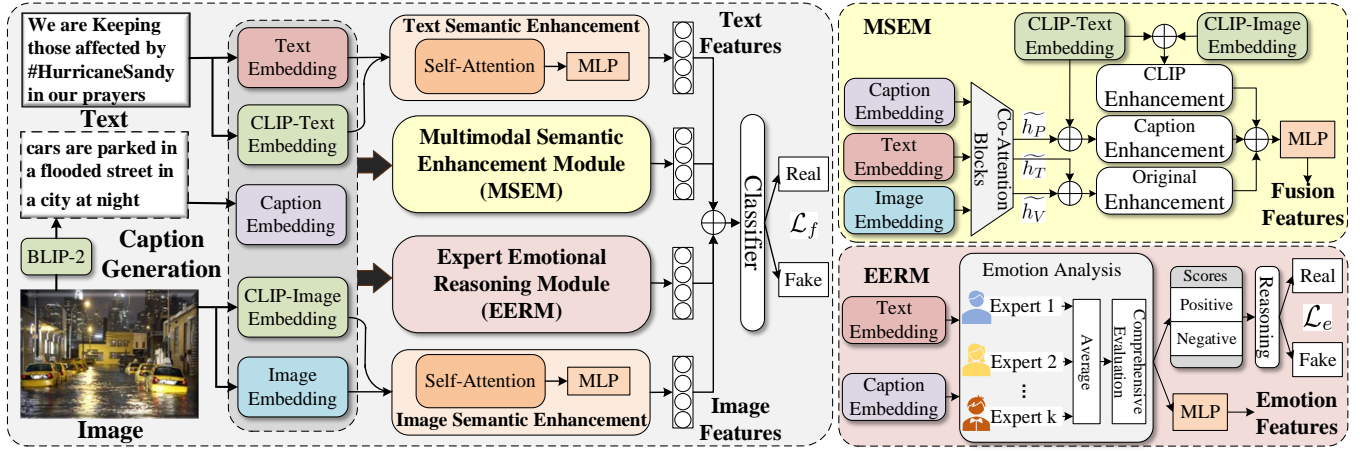 We are Keeping
those affected by
#HurricaneSandy
in our prayers
Text
cars are parked in
a flooded street in
a city at night
BLIP-2
Caption
Generation
Image
Text
Embedding
CLIP-Text
Embedding
Caption
Embedding
CLIP-Image
Embedding
Image
Embedding
Text Semantic Enhancement
Self-Attention
MLP
Multimodal Semantic
Enhancement Module
(MSEM)
Expert Emotional
Reasoning Module
(EERM)
Self-Attention
MLP
Image Semantic Enhancement
Text
Features
Image
Features
Classifier
Real
ℒ_f
Fake
MSEM
CLIP-Text
Embedding
CLIP-Image
Embedding
Caption
Embedding
Text
Embedding
Image
Embedding
Co-Attention
Blocks
\widetilde{h_P}
\widetilde{h_T}
\widetilde{h_V}
CLIP
Enhancement
Caption
Enhancement
Original
Enhancement
MLP
Fusion
Features
EERM
Text
Embedding
Caption
Embedding
Emotion Analysis
Expert 1
Expert 2
...
Expert k
Average
Comprehensive
Evaluation
Scores
Positive
Negative
Reasoning
Real
ℒ_e
Fake
MLP
Emotion
Features